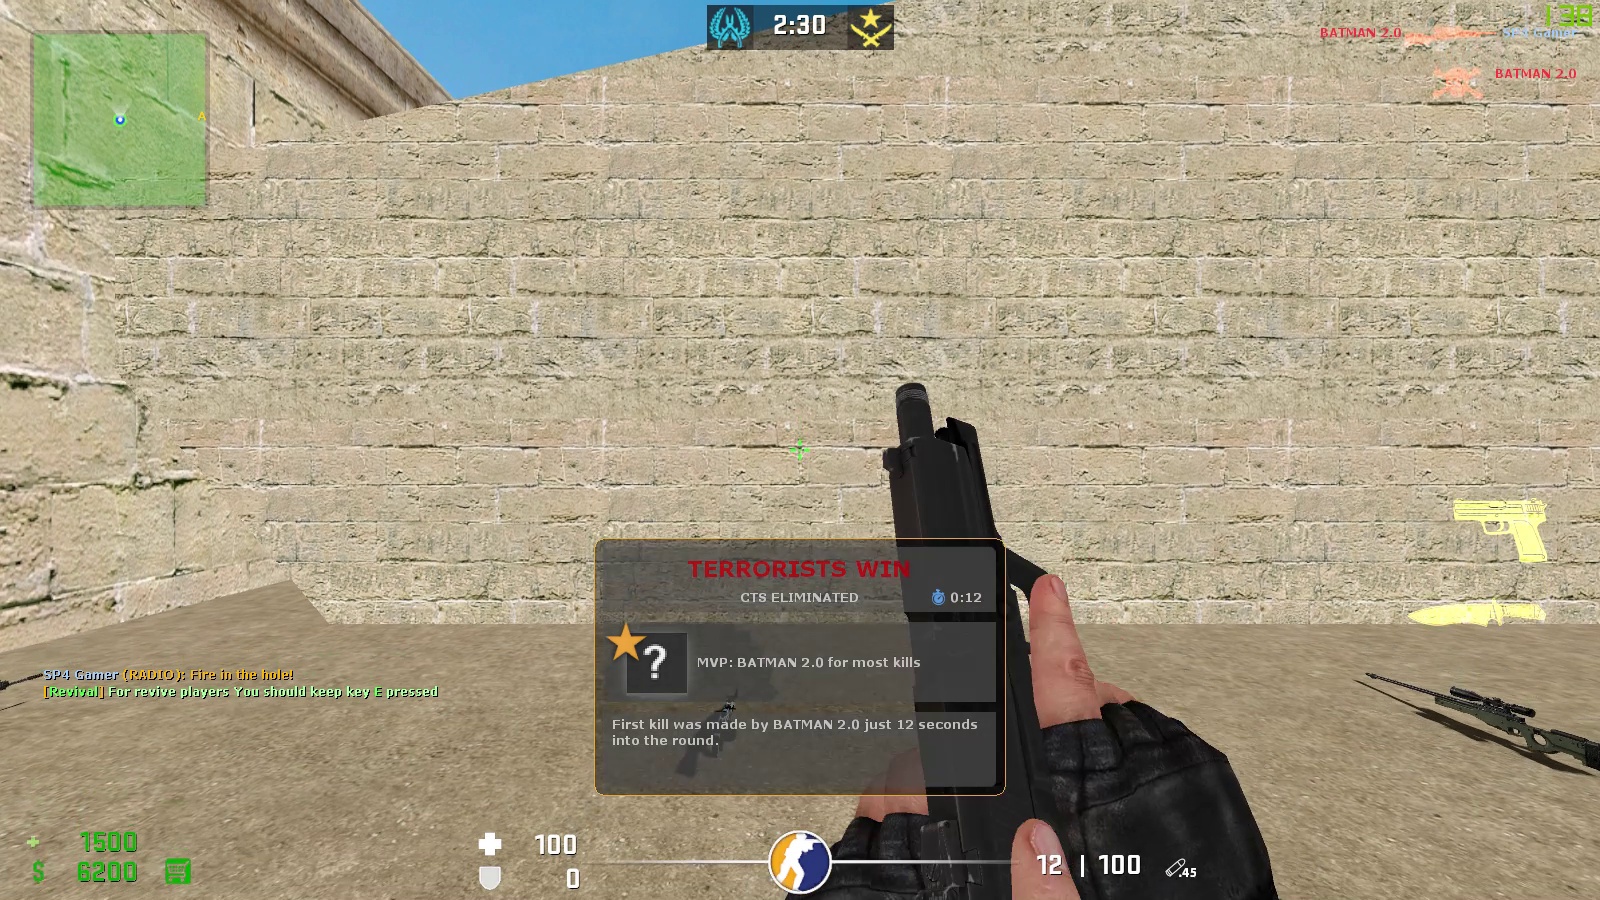 2:30
138
BATMAN 2.0 SP4 Gamer
BATMAN 2.0
A
TERRORISTS WIN
CTS ELIMINATED
0:12
?
MVP: BATMAN 2.0 for most kills
First kill was made by BATMAN 2.0 just 12 seconds
into the round.
SP4 Gamer (RADIO): Fire in the hole!
[Revival] For revive players You should keep key E pressed
+ 1500
$ 6200
100
0
12 | 100
.45